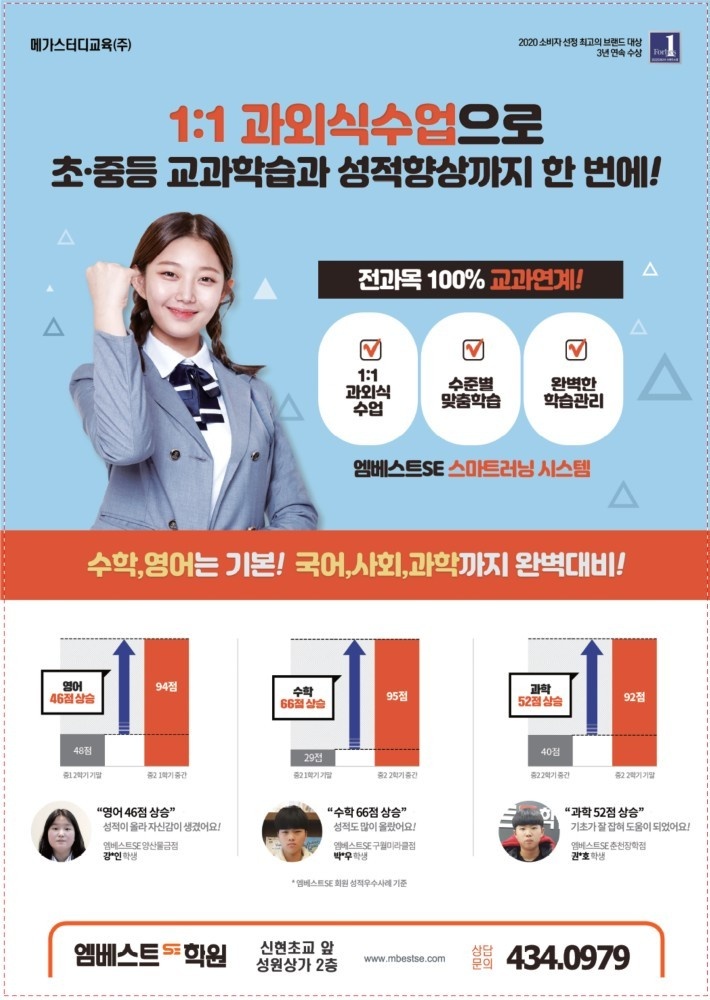 메가스터디교육(주)
2020 소비자 선정 최고의 브랜드 대상
3년 연속 수상
1
1:1 과외식수업으로
초·중등 교과학습과 성적향상까지 한 번에!
전과목 100% 교과연계!
1:1
과외식
수업
수준별
맞춤학습
완벽한
학습관리
엠베스트SE 스마트러닝 시스템
수학,영어는 기본! 국어,사회,과학까지 완벽대비!
영어
46점 상승
48점
94점
중1 2학기 기말
중2 1학기 중간
수학
66점 상승
29점
95점
중2 1학기 기말
중2 2학기 중간
과학
52점 상승
40점
92점
중2 2학기 중간
중2 2학기 기말
“영어 46점 상승”
성적이 올라 자신감이 생겼어요!
엠베스트SE 양산물금점
강*인 학생
“수학 66점 상승”
성적도 많이 올랐어요!
엠베스트SE 구월미라클점
박*우 학생
“과학 52점 상승”
기초가 잘 잡혀 도움이 되었어요!
엠베스트SE 춘천장학점
권*호 학생
* 엠베스트SE 회원 성적우수사례 기준
엠베스트SE학원
신현초교 앞
성원상가 2층
www.mbestse.com
상담
문의
434.0979